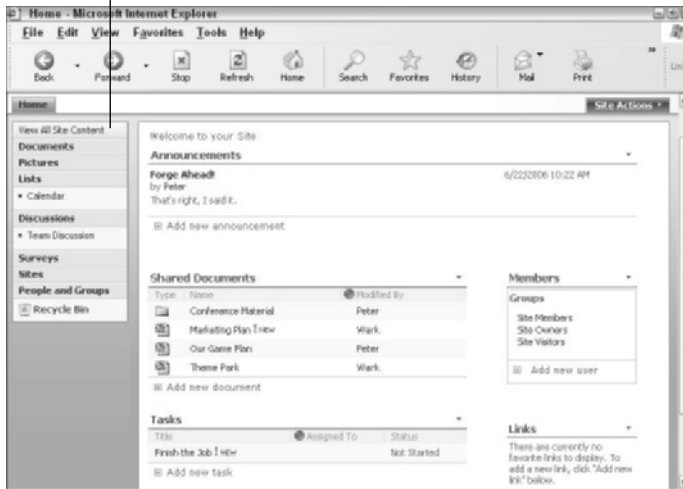 Home - Microsoft Internet Explorer
File Edit View Favorites Tools Help
Back Forward Stop Refresh Home Search Favorites History Mail Print
Home Site Actions
View All Site Content
Documents
Pictures
Lists
Calendar
Discussions
Team Discussion
Surveys
Sites
People and Groups
Recycle Bin
Welcome to your Site
Announcements
Forge Ahead! 6/22/2006 10:22 AM
by Peter
That's right, I said it.
Add new announcement
Shared Documents
Type Name Modified By
Conference Material Peter
Marketing Plan ! NEW Wark
Our Game Plan Peter
Theme Park Wark
Add new document
Tasks
Title Assigned To Status
Finish the Job ! NEW Not Started
Add new task
Members
Groups
Site Members
Site Owners
Site Visitors
Add new user
Links
There are currently no
favorite links to display. To
add a new link, click "Add new
link" below.